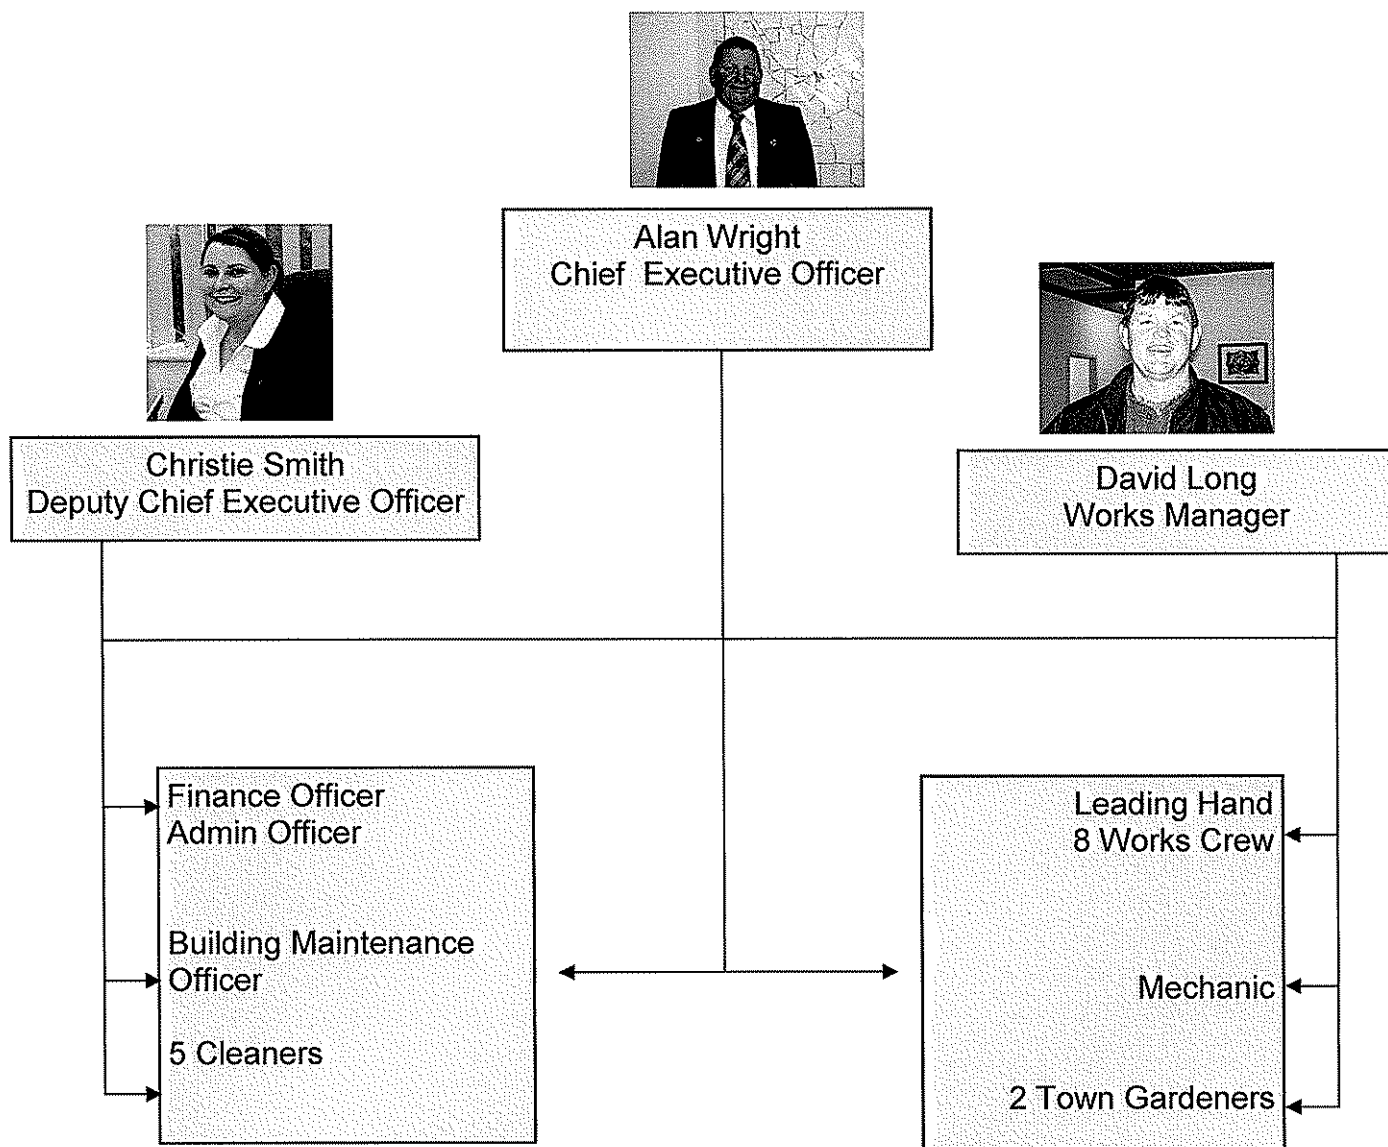 Alan Wright
Chief  Executive Officer
Christie Smith
Deputy Chief Executive Officer
David Long
Works Manager
Finance Officer
Admin Officer
Building Maintenance
Officer
5 Cleaners
Leading Hand
8 Works Crew
Mechanic
2 Town Gardeners